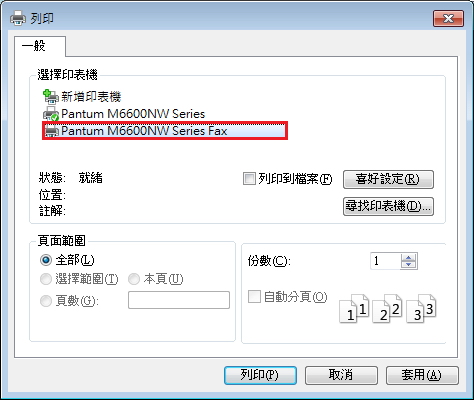 列印
一般
選擇印表機
新增印表機
Pantum M6600NW Series
Pantum M6600NW Series Fax
狀態: 就緒
位置:
註解:
列印到檔案(F)
喜好設定(R)
尋找印表機(D)...
頁面範圍
全部(L)
選擇範圍(T) 本頁(U)
頁數(G):
份數(C): 1
自動分頁(O)
1 1 2 2 3 3
列印(P) 取消 套用(A)